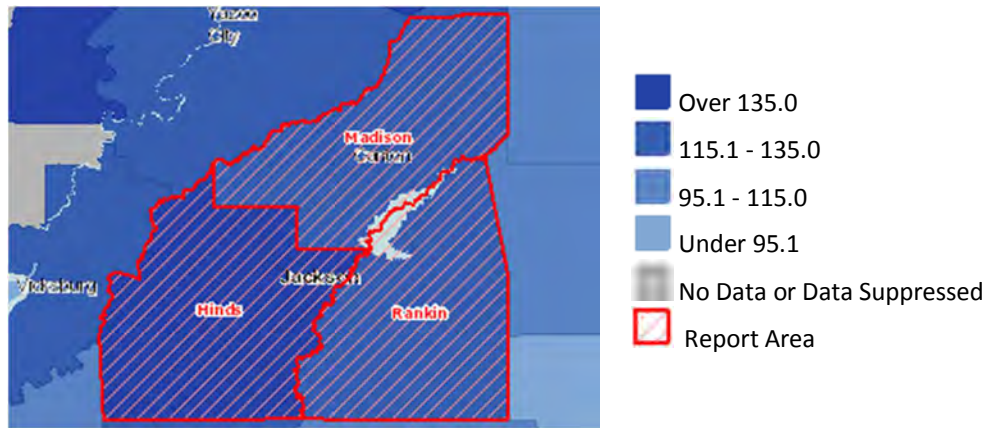 Yazoo
City
Madison
Canton
Vicksburg
Jackson
Hinds
Rankin
Over 135.0
115.1 - 135.0
95.1 - 115.0
Under 95.1
No Data or Data Suppressed
Report Area